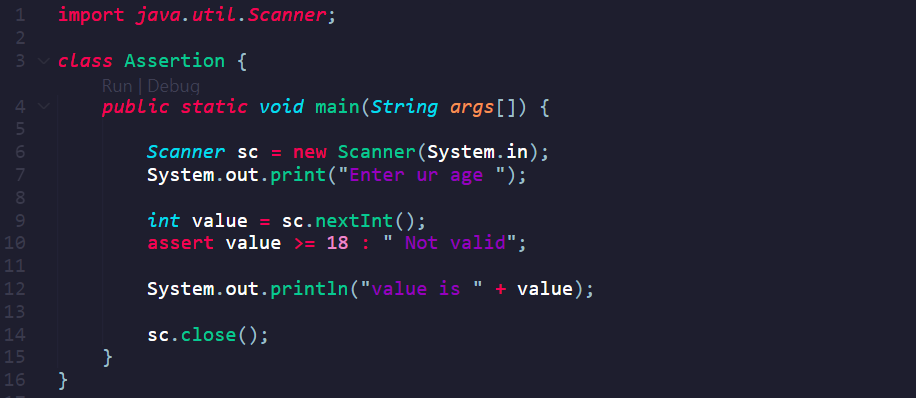 1 import java.util.Scanner;
2
3 class Assertion {
Run | Debug
4 public static void main(String args[]) {
5
6 Scanner sc = new Scanner(System.in);
7 System.out.print("Enter ur age ");
8
9 int value = sc.nextInt();
10 assert value >= 18 : " Not valid";
11
12 System.out.println("value is " + value);
13
14 sc.close();
15 }
16 }